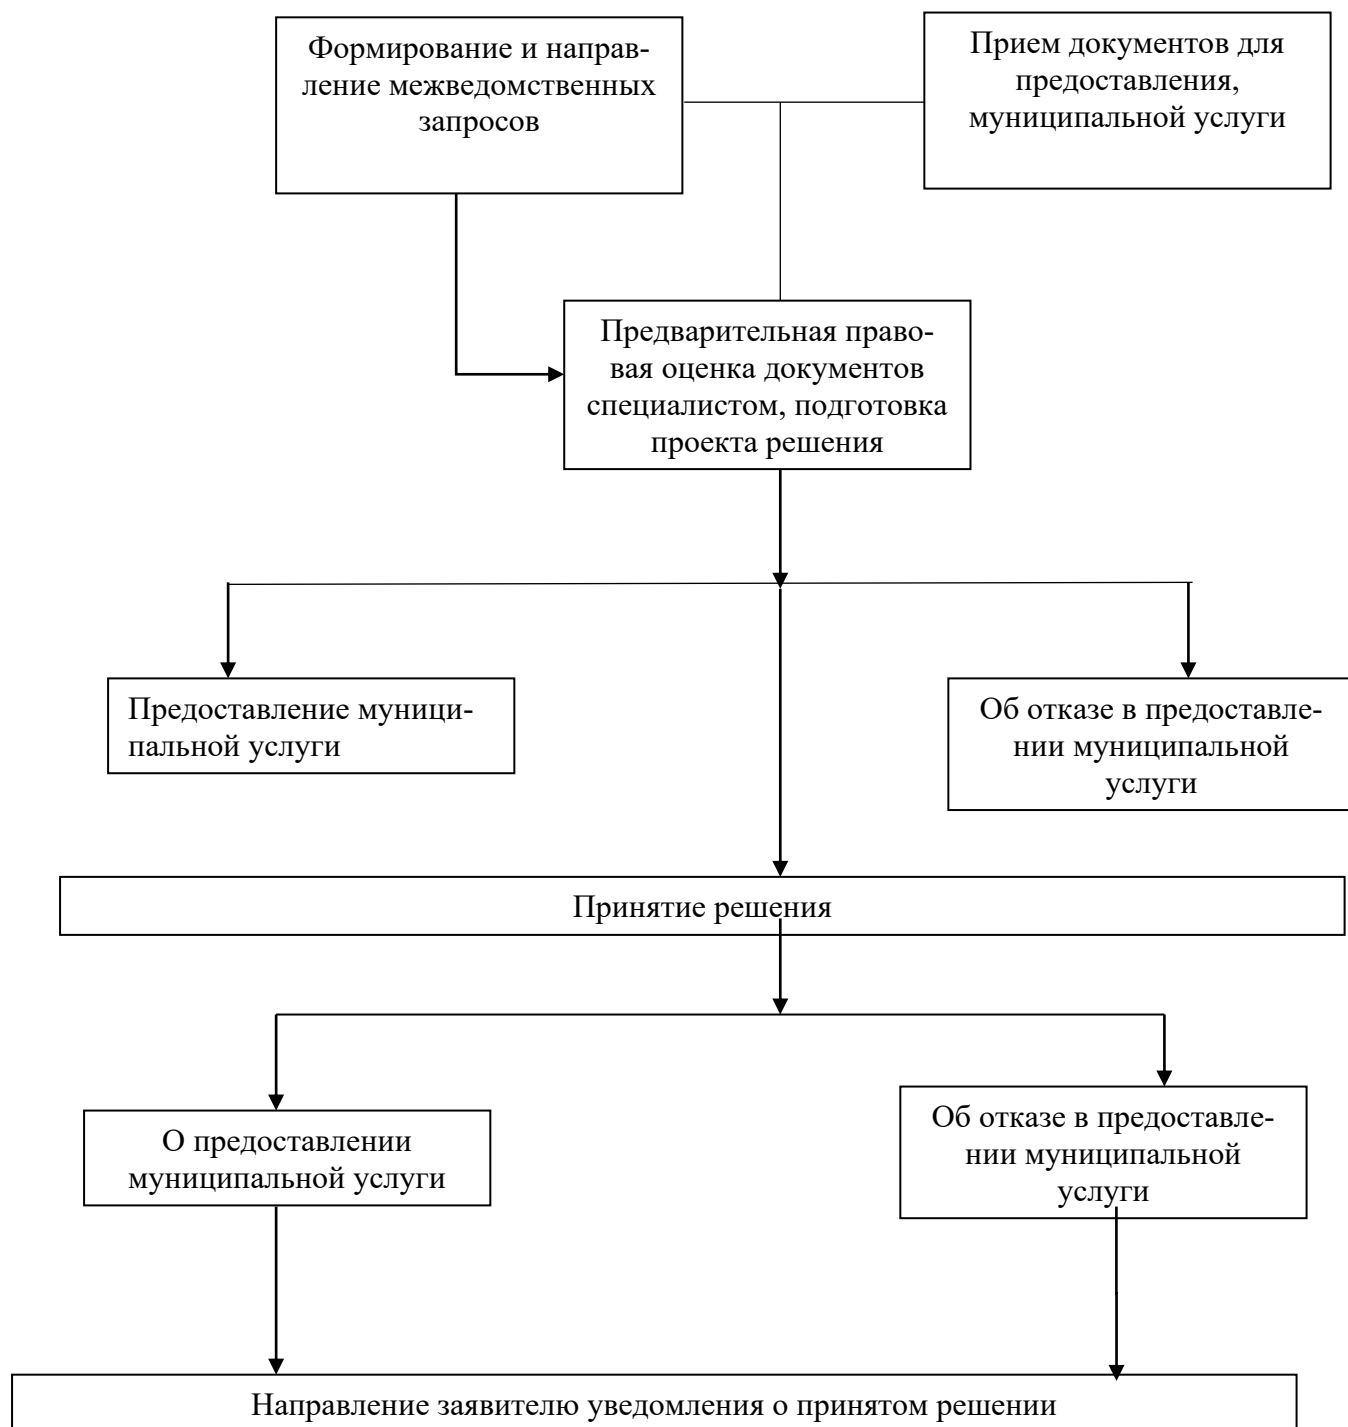 Формирование и направ-
ление межведомственных
запросов
Прием документов для
предоставления,
муниципальной услуги
Предварительная право-
вая оценка документов
специалистом, подготовка
проекта решения
Предоставление муници-
пальной услуги
Об отказе в предоставле-
нии муниципальной
услуги
Принятие решения
О предоставлении
муниципальной услуги
Об отказе в предоставле-
нии муниципальной
услуги
Направление заявителю уведомления о принятом решении